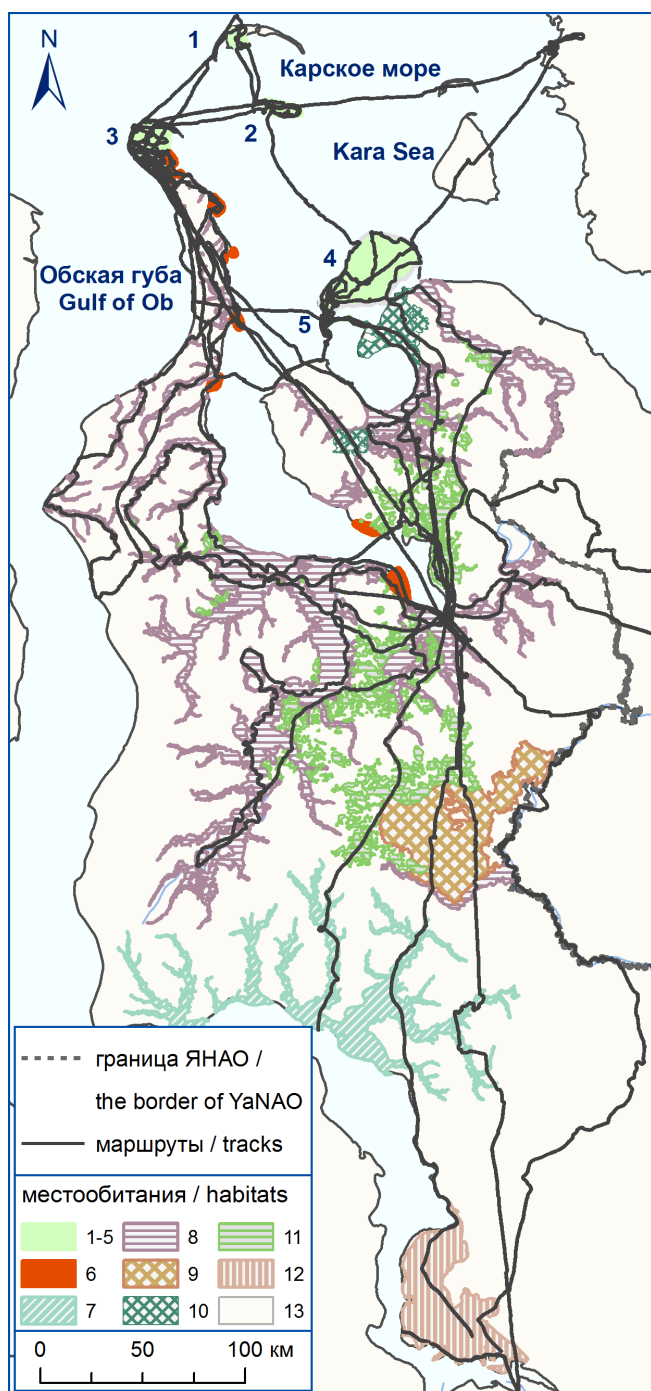 N
1
Карское море
2
3
Kara Sea
4
Обская губа
Gulf of Ob
5
граница ЯНАО /
the border of YaNAO
маршруты / tracks
местообитания / habitats
1-5 8 11
6 9 12
7 10 13
0 50 100 км